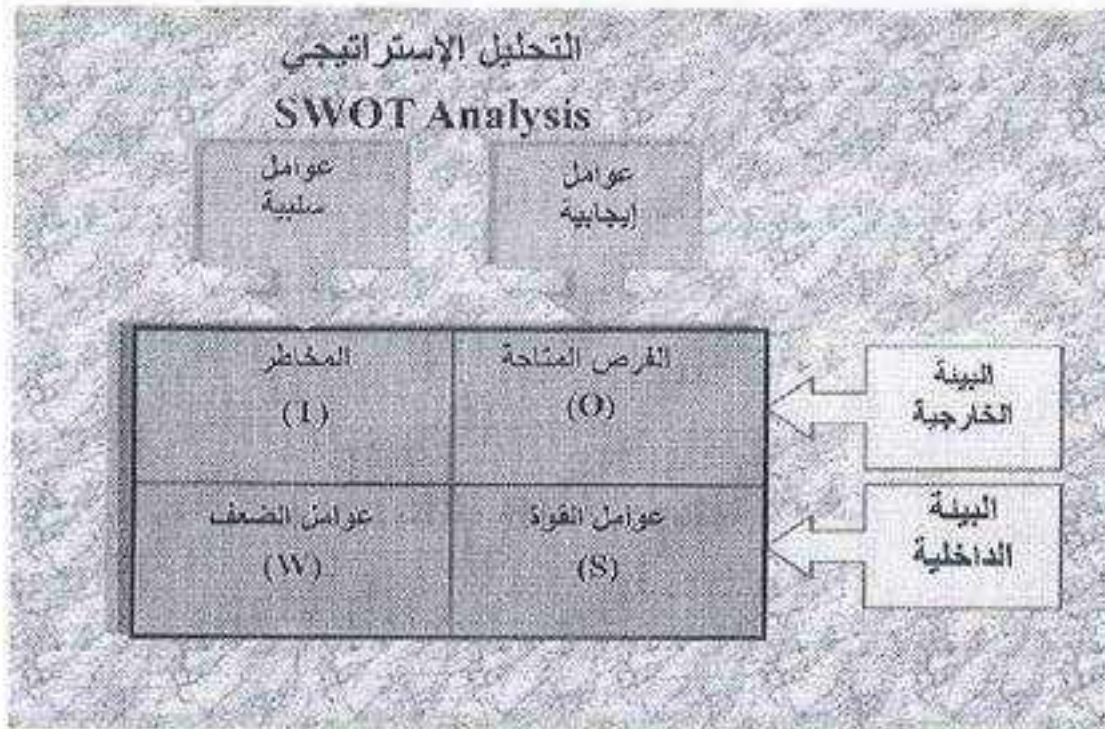 التحليل الإستراتيجي
SWOT Analysis
عوامل
إيجابية
عوامل
سلبية
البيئة
الخارجية
الفرص المتاحة
(O)
المخاطر
(T)
البيئة
الداخلية
عوامل القوة
(S)
عوامل الضعف
(W)